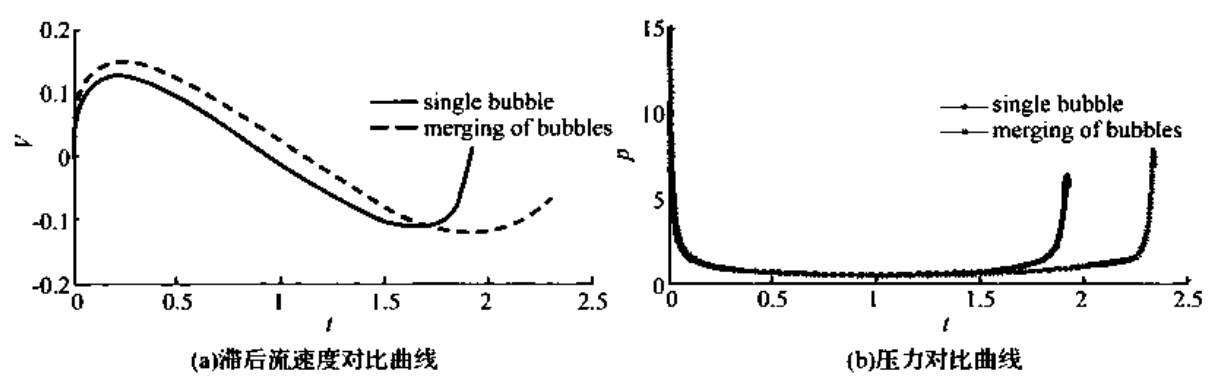 0.2
0.1
0
-0.1
-0.2
V
single bubble
merging of bubbles
0 0.5 1 1.5 2 2.5
t
(a)滞后流速度对比曲线
15
10
5
0
p
single bubble
merging of bubbles
0 0.5 1 1.5 2 2.5
t
(b)压力对比曲线